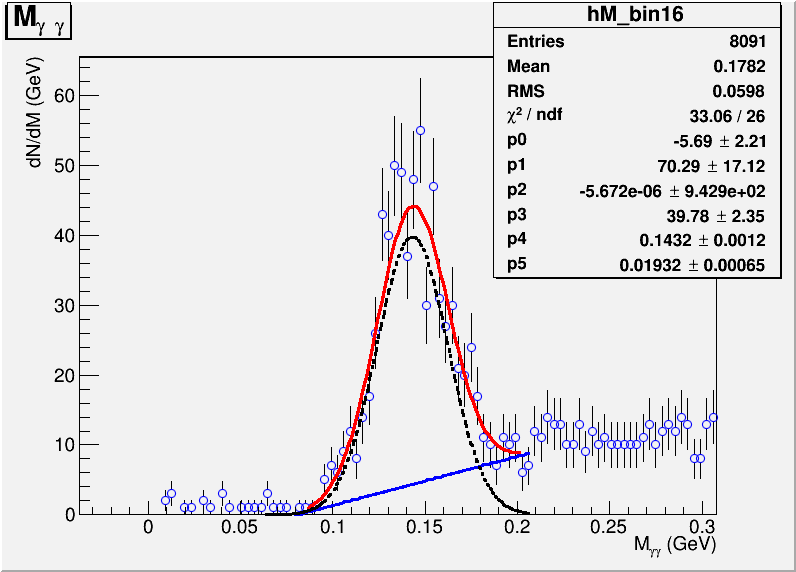 M_γ γ
hM_bin16
Entries 8091
Mean 0.1782
RMS 0.0598
χ² / ndf 33.06 / 26
p0 -5.69 ± 2.21
p1 70.29 ± 17.12
p2 -5.672e-06 ± 9.429e+02
p3 39.78 ± 2.35
p4 0.1432 ± 0.0012
p5 0.01932 ± 0.00065
dN/dM (GeV)
60
50
40
30
20
10
0
0 0.05 0.1 0.15 0.2 0.25 0.3
M_γγ (GeV)